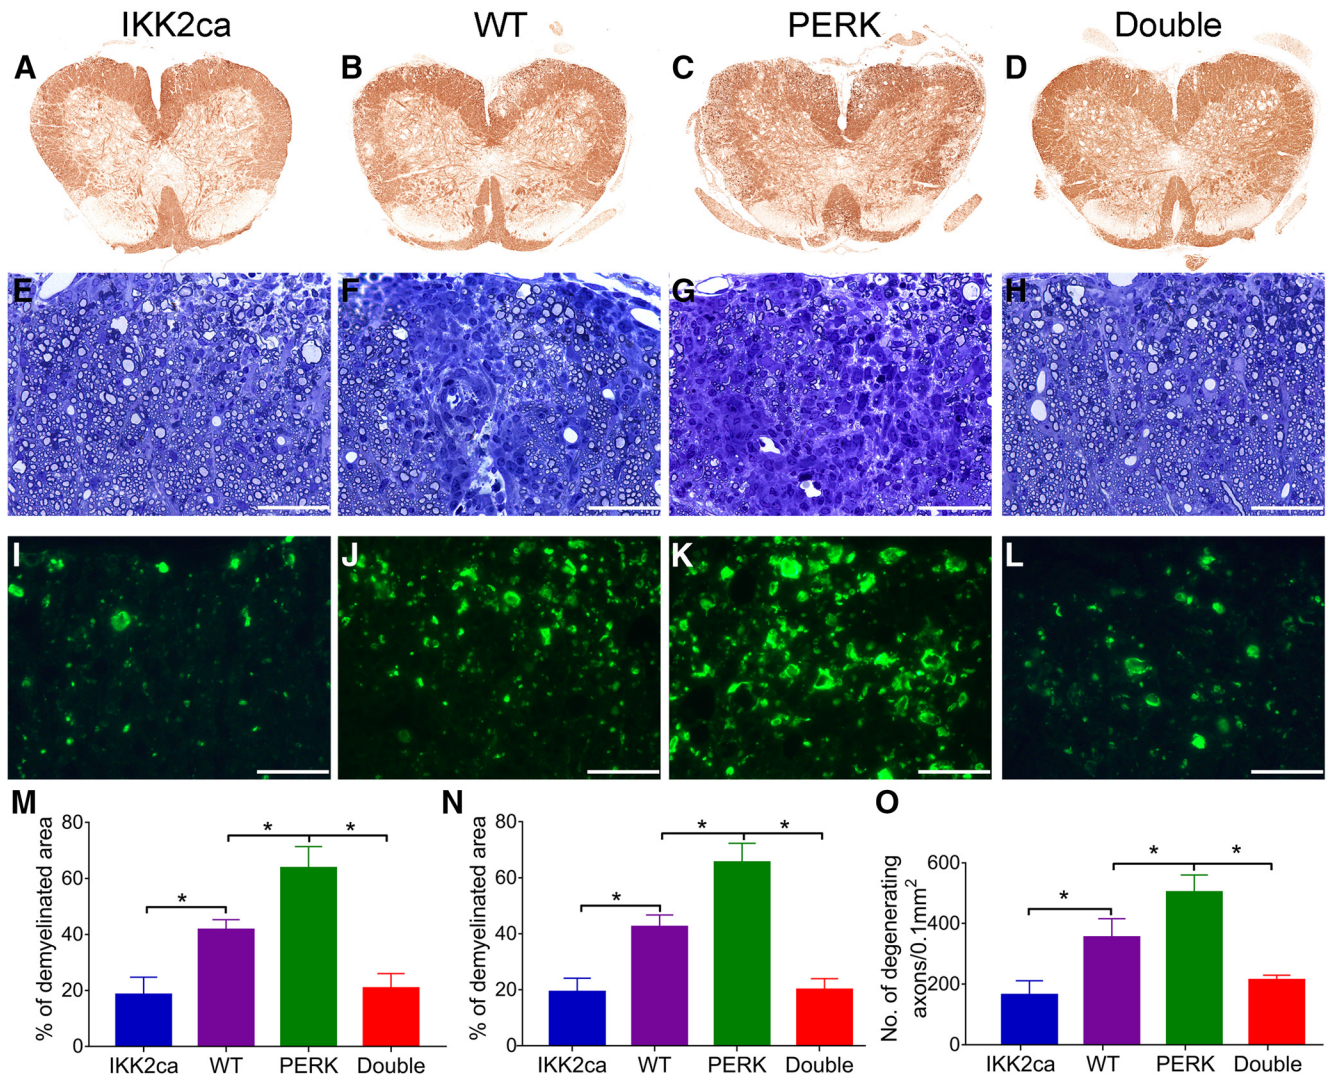 IKK2ca WT PERK Double
A B C D
E F G H
I J K L
M N O
% of demyelinated area
80
60
40
20
0
* * *
IKK2ca WT PERK Double
% of demyelinated area
80
60
40
20
0
* * *
IKK2ca WT PERK Double
No. of degenerating
axons/0.1mm²
600
400
200
0
* * *
IKK2ca WT PERK Double